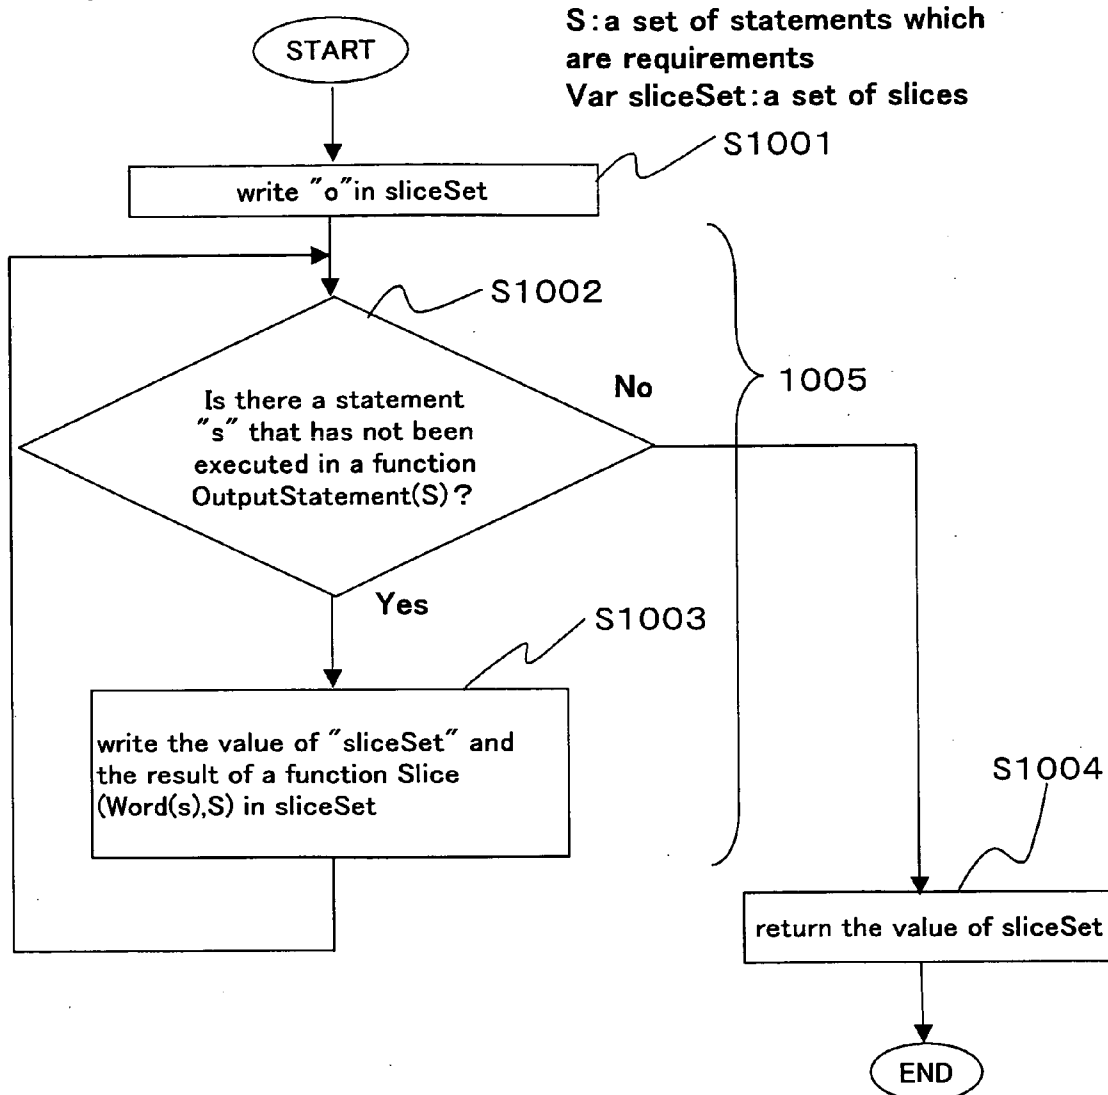 S:a set of statements which
are requirements
Var sliceSet:a set of slices
START
S1001
write "o"in sliceSet
S1002
Is there a statement
"s" that has not been
executed in a function
OutputStatement(S)?
No
1005
Yes
S1003
write the value of "sliceSet" and
the result of a function Slice
(Word(s),S) in sliceSet
S1004
return the value of sliceSet
END